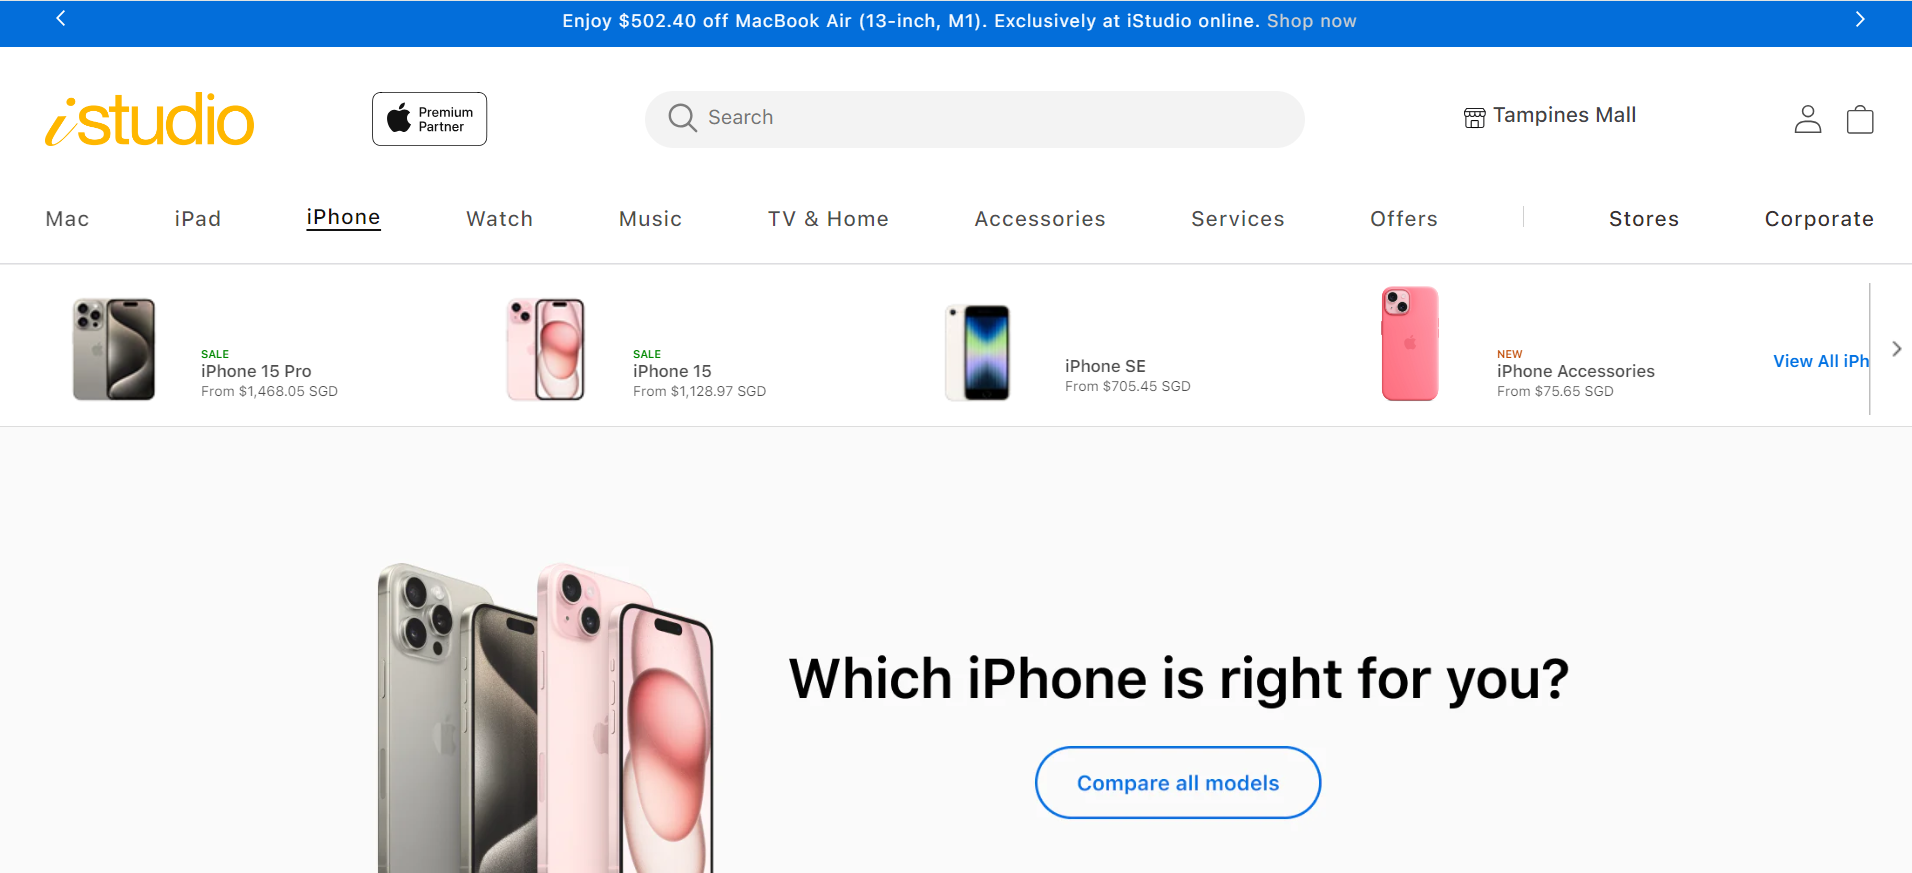 Enjoy $502.40 off MacBook Air (13-inch, M1). Exclusively at iStudio online. Shop now
istudio
Premium
Partner
Search
Tampines Mall
Mac iPad iPhone Watch Music TV & Home Accessories Services Offers Stores Corporate
SALE
iPhone 15 Pro
From $1,468.05 SGD
SALE
iPhone 15
From $1,128.97 SGD
iPhone SE
From $705.45 SGD
NEW
iPhone Accessories
From $75.65 SGD
View All iPh
Which iPhone is right for you?
Compare all models